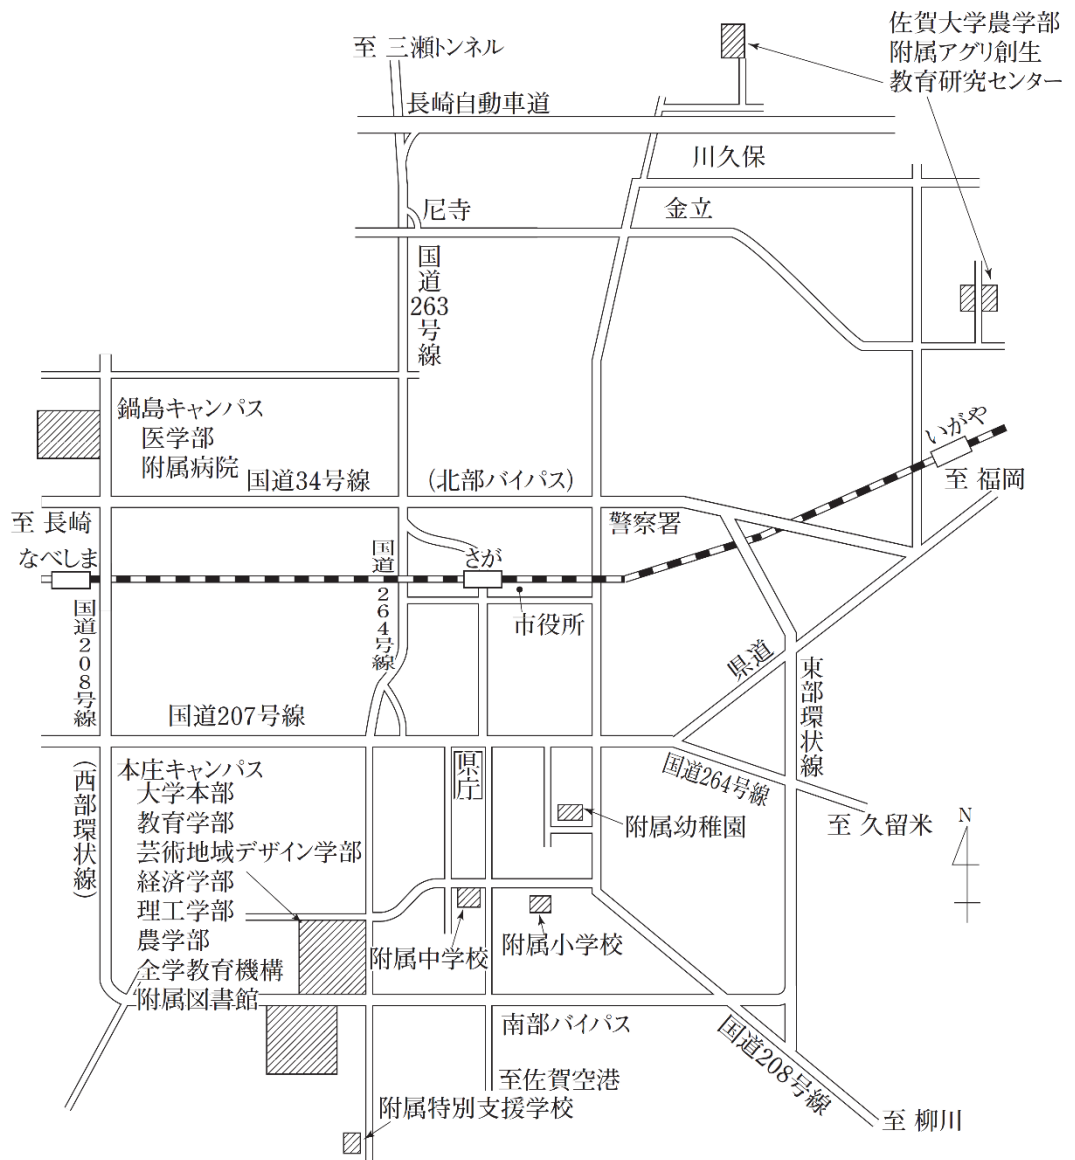 佐賀大学農学部
附属アグリ創生
教育研究センター
至 三瀬トンネル
長崎自動車道
川久保
尼寺
金立
国道263号線
鍋島キャンパス
医学部
附属病院
国道34号線
(北部バイパス)
いがや
至 福岡
至 長崎
なべしま
警察署
さが
国道264号線
市役所
国道208号線
県道
東部環状線
国道207号線
県庁
国道264号線
(西部環状線)
本庄キャンパス
大学本部
教育学部
芸術地域デザイン学部
経済学部
理工学部
農学部
全学教育機構
附属図書館
附属幼稚園
至 久留米
N
附属中学校
附属小学校
南部バイパス
国道208号線
至佐賀空港
附属特別支援学校
至 柳川